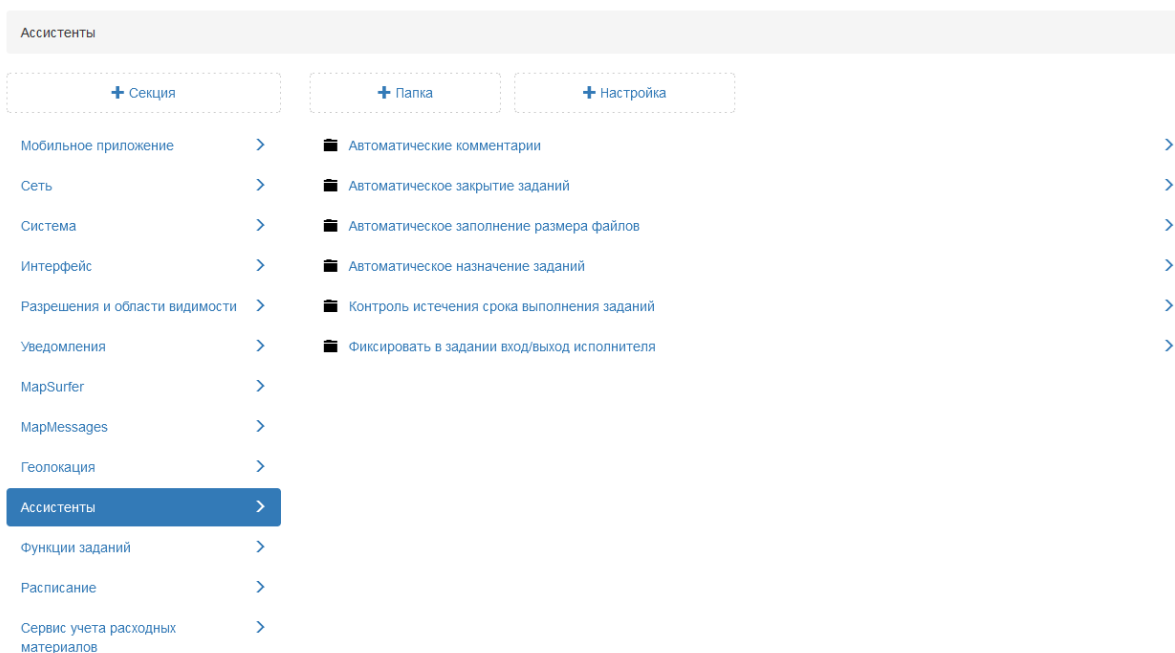 Ассистенты
Секция
Папка
Настройка
Мобильное приложение
Сеть
Система
Интерфейс
Разрешения и области видимости
Уведомления
MapSurfer
MapMessages
Геолокация
Ассистенты
Функции заданий
Расписание
Сервис учета расходных
материалов
Автоматические комментарии
Автоматическое закрытие заданий
Автоматическое заполнение размера файлов
Автоматическое назначение заданий
Контроль истечения срока выполнения заданий
Фиксировать в задании вход/выход исполнителя